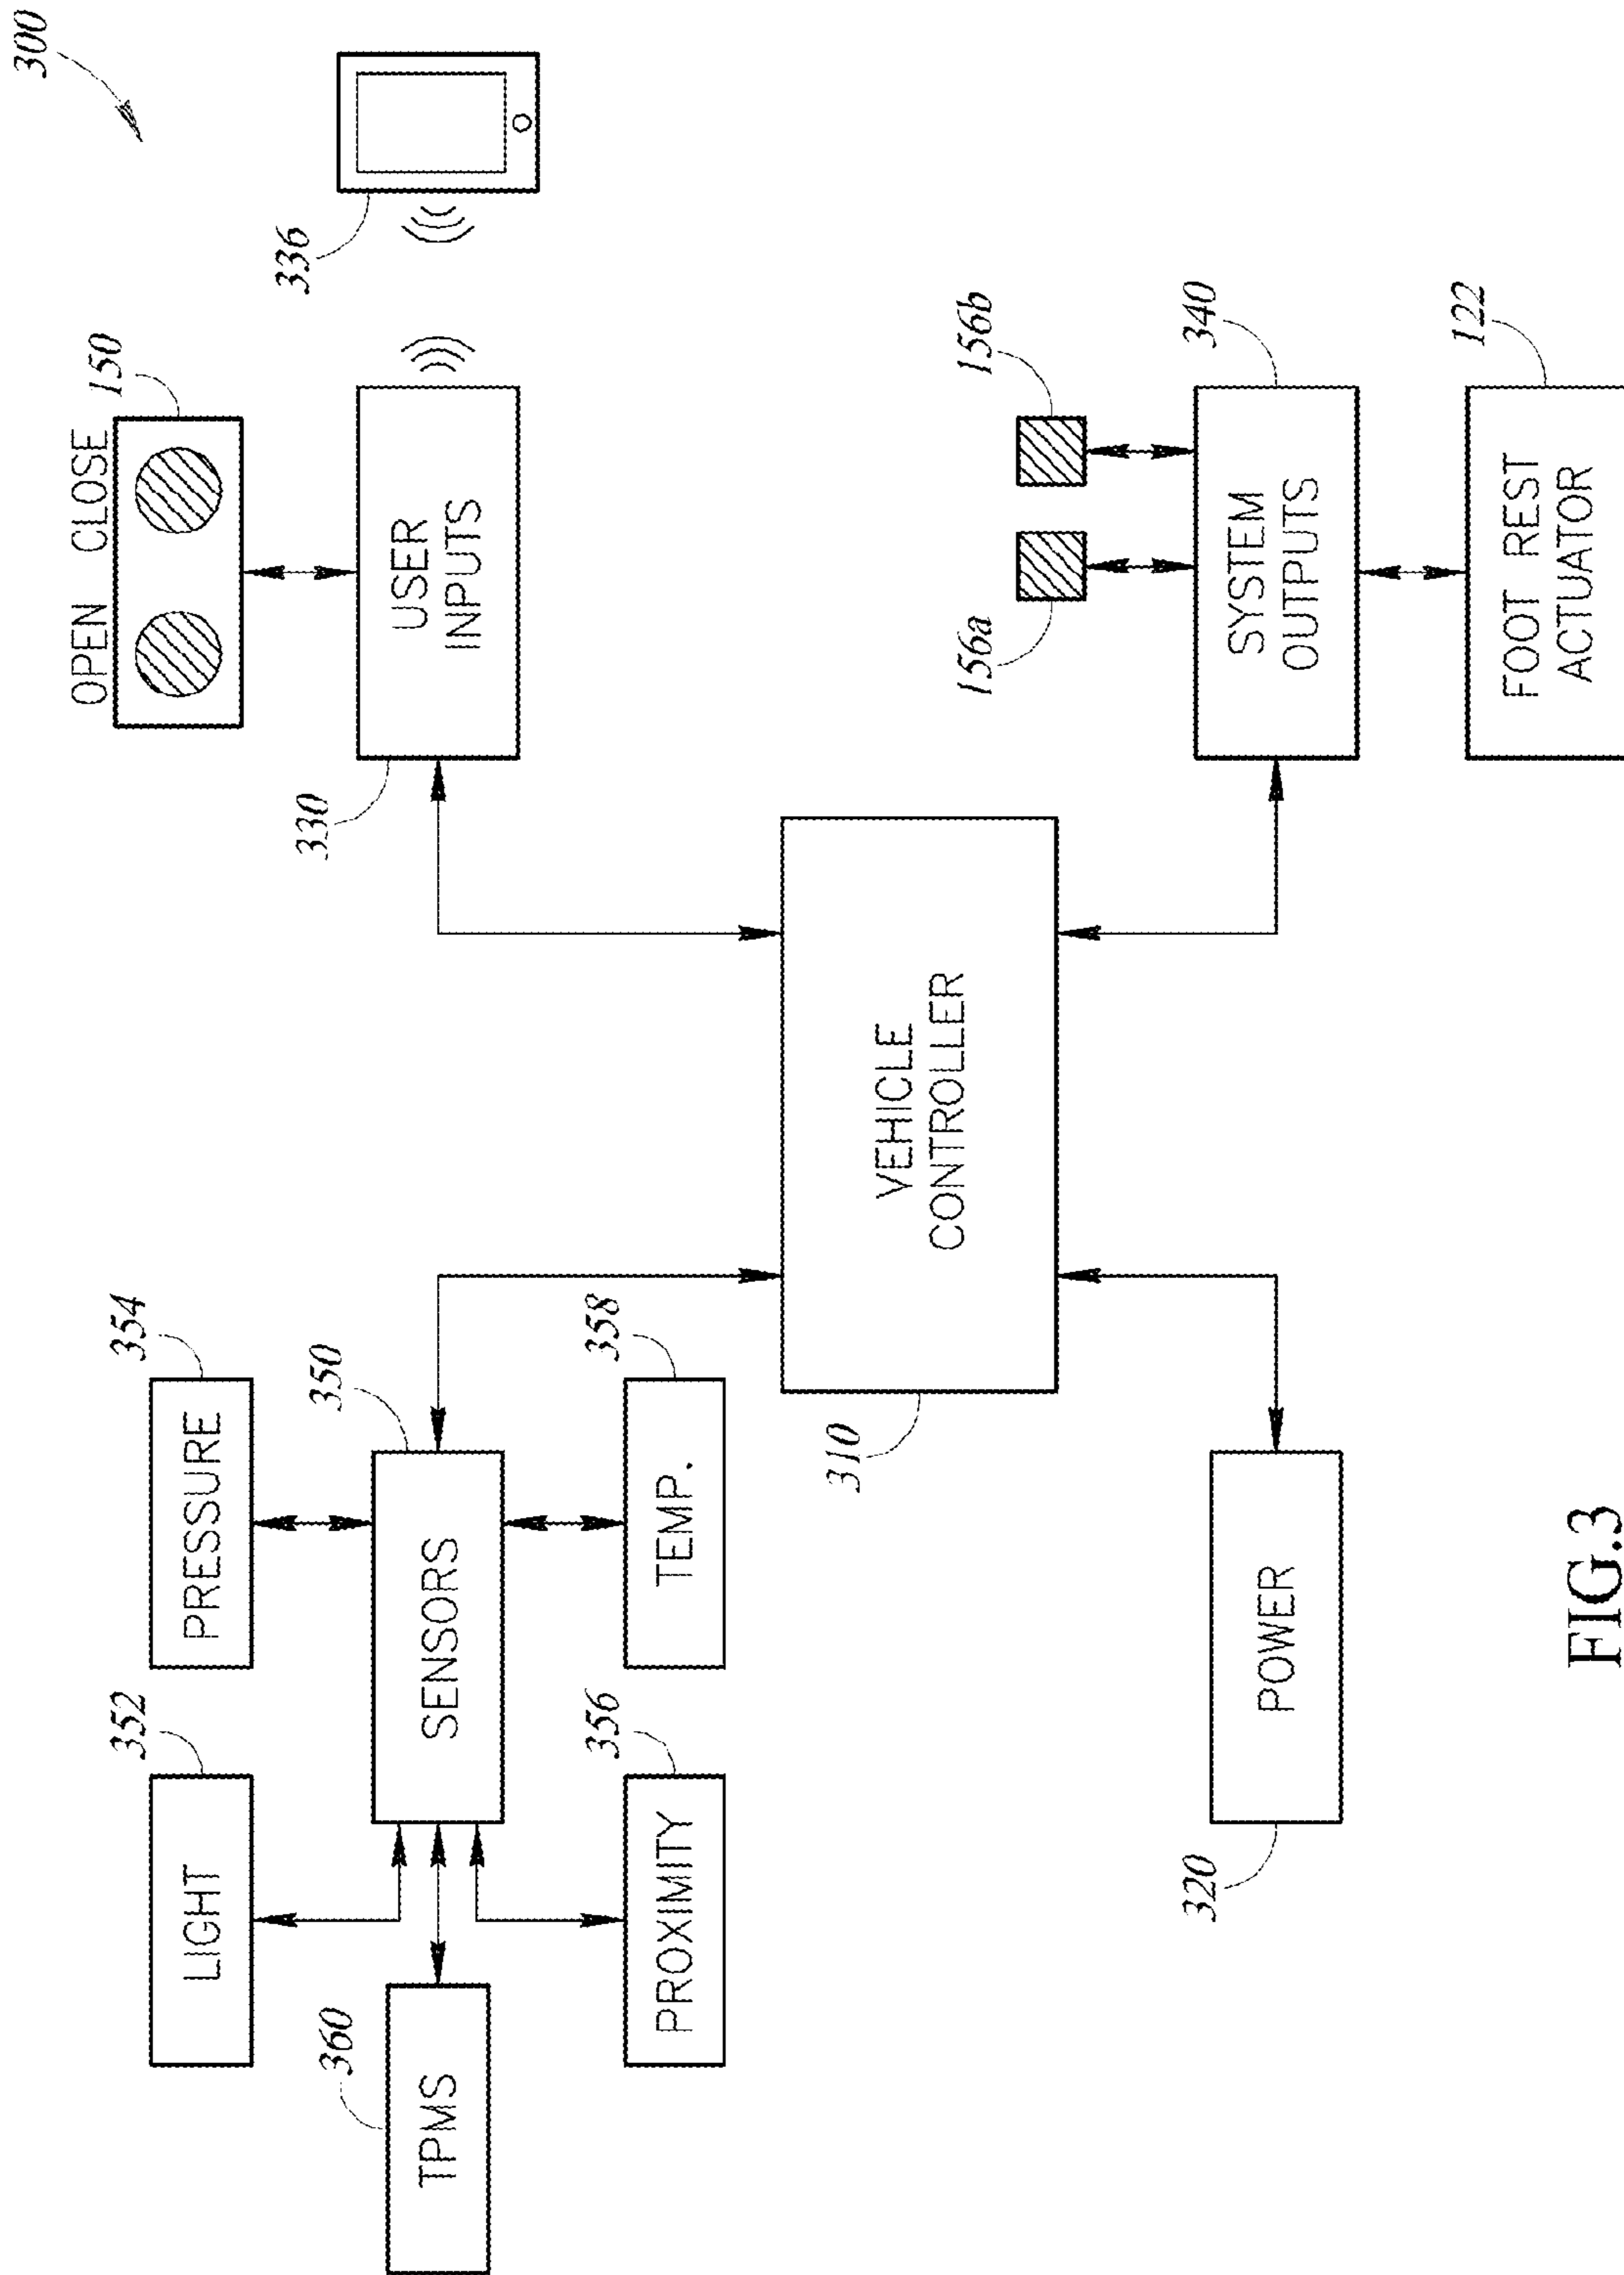 300
OPEN CLOSE
150
336
USER
INPUTS
330
354
PRESSURE
352
LIGHT
350
SENSORS
360
TPMS
358
TEMP.
356
PROXIMITY
VEHICLE
CONTROLLER
310
156a
156b
SYSTEM
OUTPUTS
340
FOOT REST
ACTUATOR
122
POWER
320
FIG.3